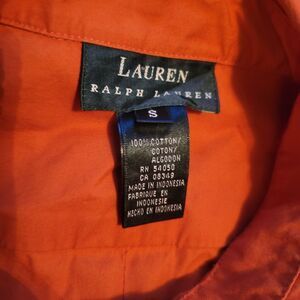 LAUREN
RALPH LAUREN
S
100% COTTON/
COTON/
ALGODON
RN 54050
CA 08349
MADE IN INDONESIA
FABRIQUE EN
INDONESIE
HECHO EN INDONESIA